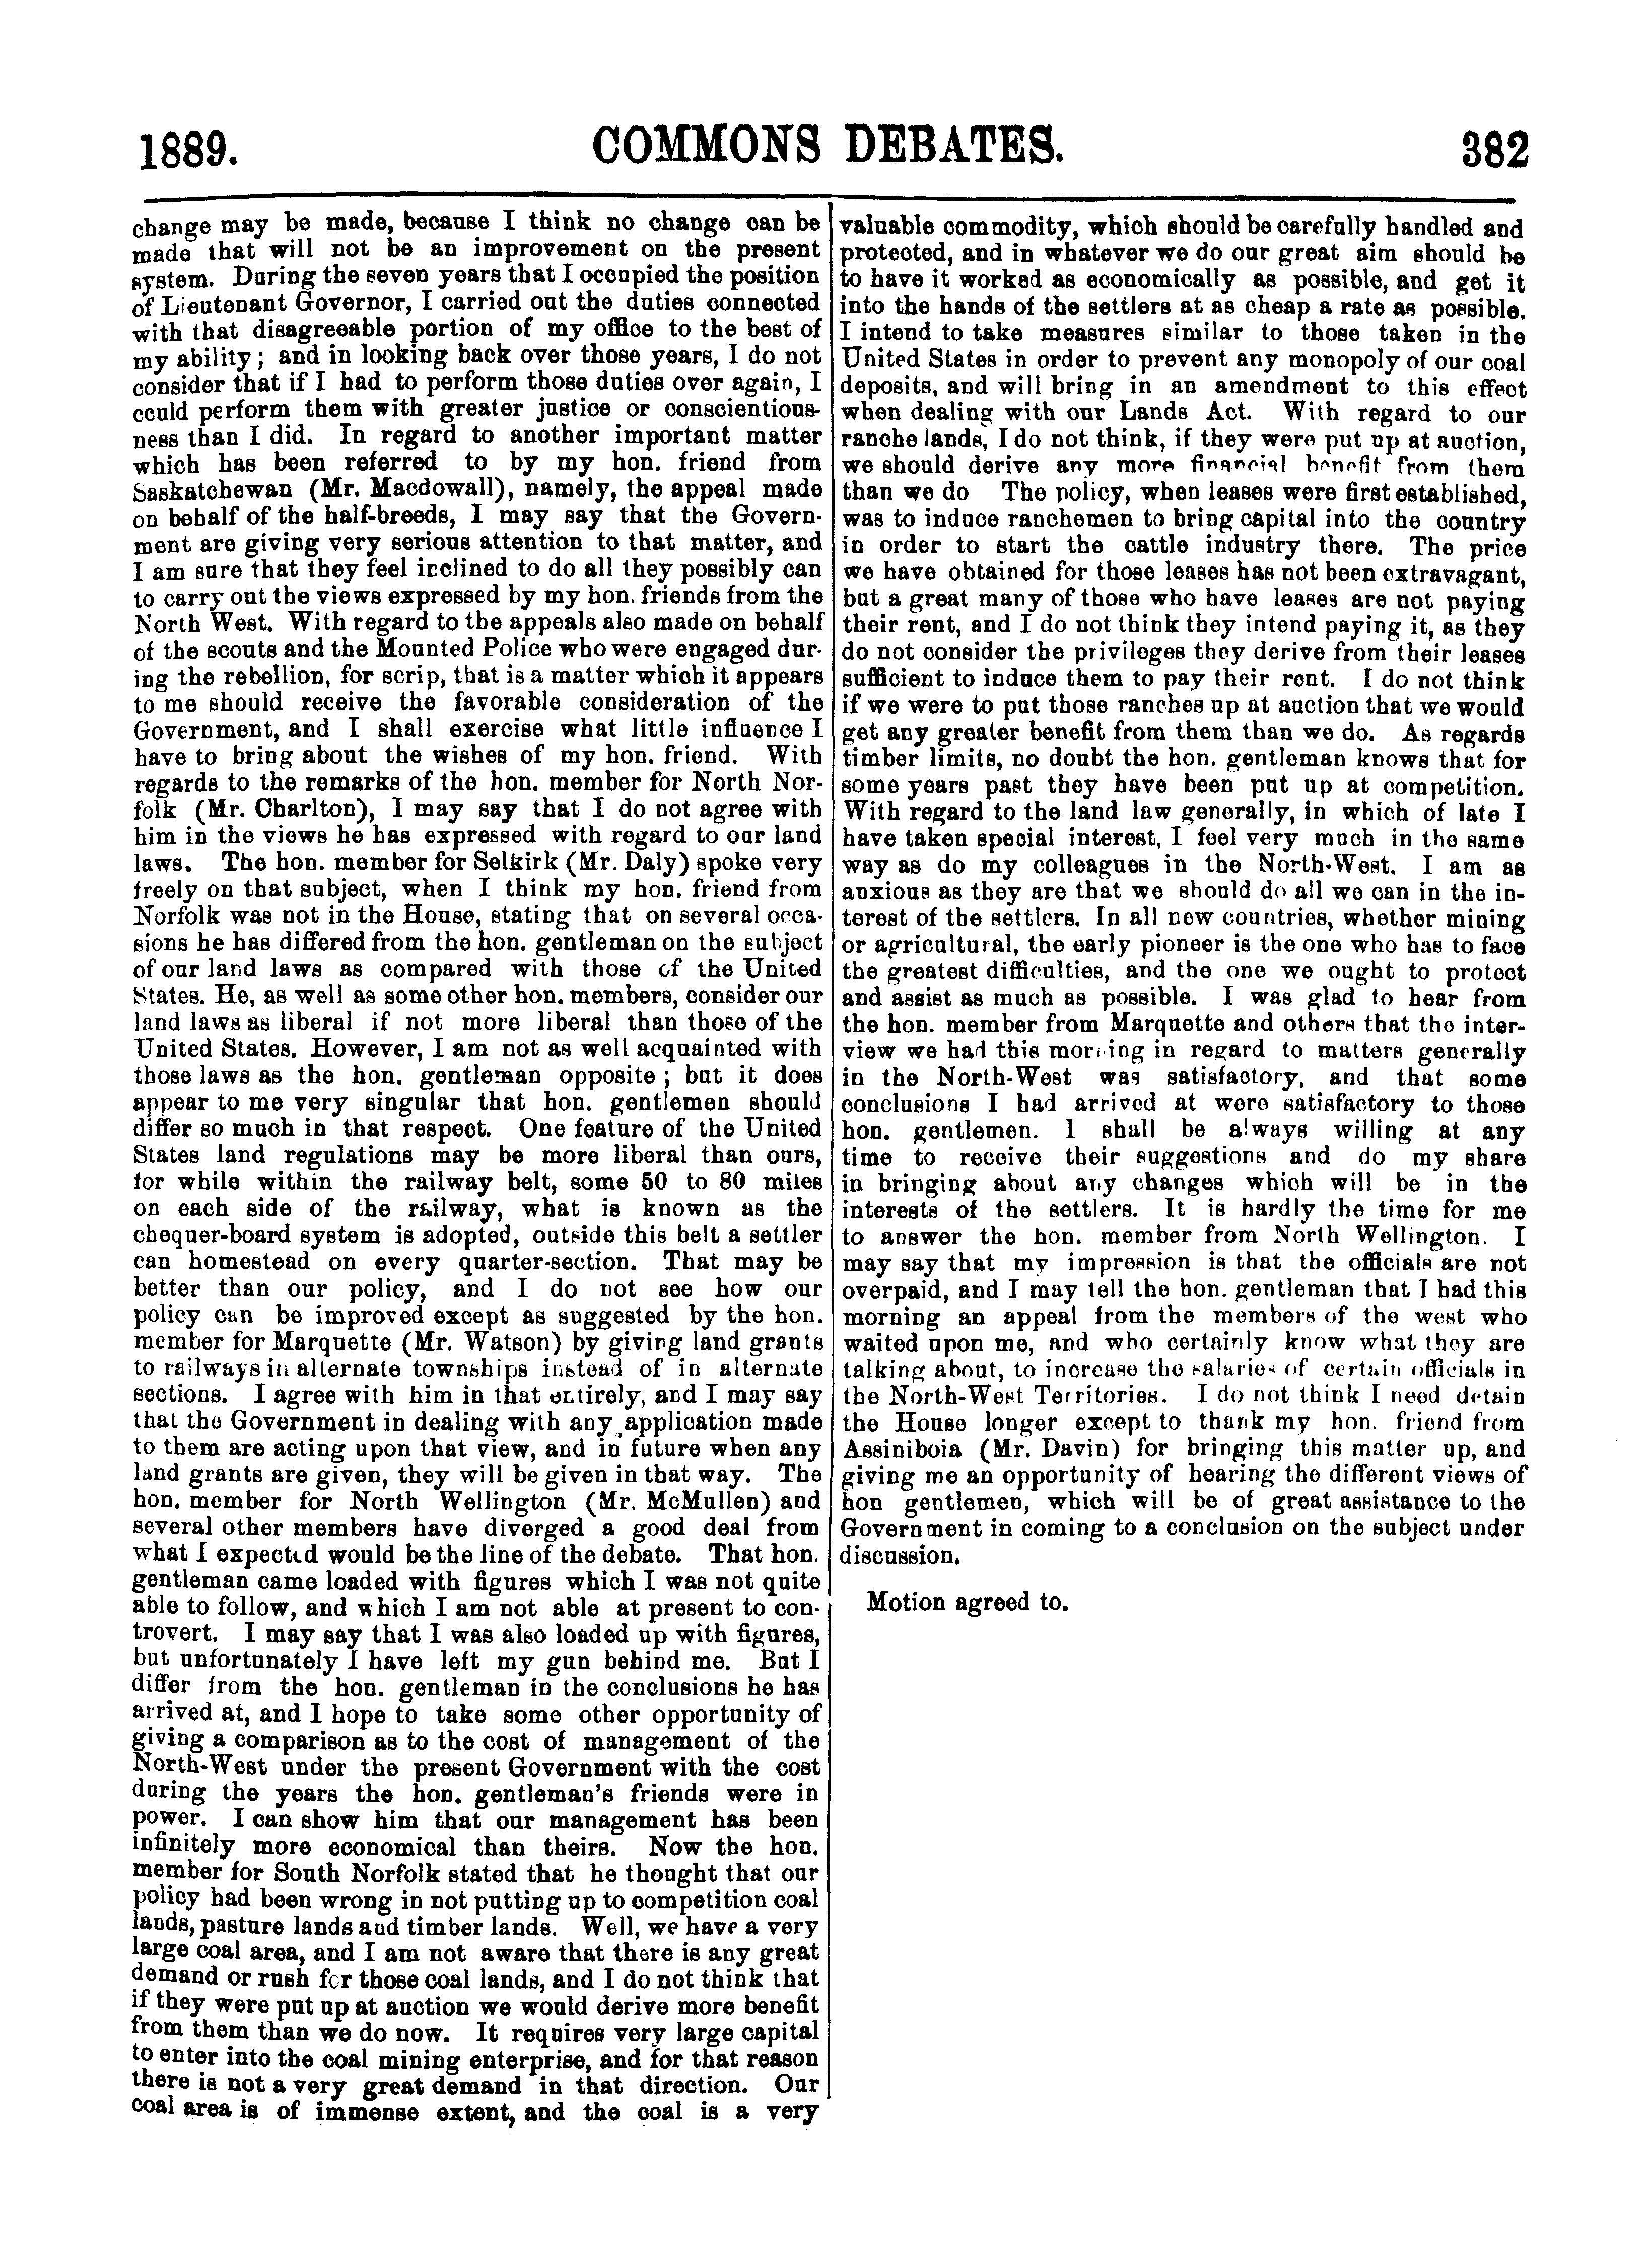 1889.
COMMONS DEBATES.
382
change may be made, because I think no change can be
made that will not be an improvement on the present
system. During the seven years that I occupied the position
of Lieutenant Governor, I carried out the duties connected
with that disagreeable portion of my office to the best of
my ability; and in looking back over those years, I do not
consider that if I had to perform those duties over again, I
could perform them with greater justice or conscientious-
ness than I did. In regard to another important matter
which has been referred to by my hon. friend from
Saskatchewan (Mr. Macdowall), namely, the appeal made
on behalf of the half-breeds, I may say that the Govern-
ment are giving very serious attention to that matter, and
I am sure that they feel inclined to do all they possibly can
to carry out the views expressed by my hon. friends from the
North West. With regard to the appeals also made on behalf
of the scouts and the Mounted Police who were engaged dur-
ing the rebellion, for scrip, that is a matter which it appears
to me should receive the favorable consideration of the
Government, and I shall exercise what little influence I
have to bring about the wishes of my hon. friend. With
regards to the remarks of the hon. member for North Nor-
folk (Mr. Charlton), I may say that I do not agree with
him in the views he has expressed with regard to our land
laws. The hon. member for Selkirk (Mr. Daly) spoke very
freely on that subject, when I think my hon. friend from
Norfolk was not in the House, stating that on several occa-
sions he has differed from the hon. gentleman on the subject
of our land laws as compared with those of the United
States. He, as well as some other hon. members, consider our
land laws as liberal if not more liberal than those of the
United States. However, I am not as well acquainted with
those laws as the hon. gentleman opposite; but it does
appear to me very singular that hon. gentlemen should
differ so much in that respect. One feature of the United
States land regulations may be more liberal than ours,
for while within the railway belt, some 50 to 80 miles
on each side of the railway, what is known as the
chequer-board system is adopted, outside this belt a settler
can homestead on every quarter-section. That may be
better than our policy, and I do not see how our
policy can be improved except as suggested by the hon.
member for Marquette (Mr. Watson) by giving land grants
to railways in alternate townships instead of in alternate
sections. I agree with him in that entirely, and I may say
that the Government in dealing with any application made
to them are acting upon that view, and in future when any
land grants are given, they will be given in that way. The
hon. member for North Wellington (Mr. McMullen) and
several other members have diverged a good deal from
what I expected would be the line of the debate. That hon.
gentleman came loaded with figures which I was not quite
able to follow, and which I am not able at present to con-
trovert. I may say that I was also loaded up with figures,
but unfortunately I have left my gun behind me. But I
differ from the hon. gentleman in the conclusions he has
arrived at, and I hope to take some other opportunity of
giving a comparison as to the cost of management of the
North-West under the present Government with the cost
during the years the hon. gentleman's friends were in
power. I can show him that our management has been
infinitely more economical than theirs. Now the hon.
member for South Norfolk stated that he thought that our
policy had been wrong in not putting up to competition coal
lands, pasture lands and timber lands. Well, we have a very
large coal area, and I am not aware that there is any great
demand or rush for those coal lands, and I do not think that
if they were put up at auction we would derive more benefit
from them than we do now. It requires very large capital
to enter into the coal mining enterprise, and for that reason
there is not a very great demand in that direction. Our
coal area is of immense extent, and the coal is a very
valuable commodity, which should be carefully handled and
protected, and in whatever we do our great aim should be
to have it worked as economically as possible, and get it
into the hands of the settlers at as cheap a rate as possible.
I intend to take measures similar to those taken in the
United States in order to prevent any monopoly of our coal
deposits, and will bring in an amendment to this effect
when dealing with our Lands Act. With regard to our
ranche lands, I do not think, if they were put up at auction,
we should derive any more financial benefit from them
than we do The policy, when leases were first established,
was to induce ranchemen to bring capital into the country
in order to start the cattle industry there. The price
we have obtained for those leases has not been extravagant,
but a great many of those who have leases are not paying
their rent, and I do not think they intend paying it, as they
do not consider the privileges they derive from their leases
sufficient to induce them to pay their rent. I do not think
if we were to put those ranches up at auction that we would
get any greater benefit from them than we do. As regards
timber limits, no doubt the hon. gentleman knows that for
some years past they have been put up at competition.
With regard to the land law generally, in which of late I
have taken special interest, I feel very much in the same
way as do my colleagues in the North-West. I am as
anxious as they are that we should do all we can in the in-
terest of the settlers. In all new countries, whether mining
or agricultural, the early pioneer is the one who has to face
the greatest difficulties, and the one we ought to protect
and assist as much as possible. I was glad to hear from
the hon. member from Marquette and others that the inter-
view we had this morning in regard to matters generally
in the North-West was satisfactory, and that some
conclusions I had arrived at were satisfactory to those
hon. gentlemen. I shall be always willing at any
time to receive their suggestions and do my share
in bringing about any changes which will be in the
interests of the settlers. It is hardly the time for me
to answer the hon. member from North Wellington. I
may say that my impression is that the officials are not
overpaid, and I may tell the hon. gentleman that I had this
morning an appeal from the members of the west who
waited upon me, and who certainly know what they are
talking about, to increase the salaries of certain officials in
the North-West Territories. I do not think I need detain
the House longer except to thank my hon. friend from
Assiniboia (Mr. Davin) for bringing this matter up, and
giving me an opportunity of hearing the different views of
hon gentlemen, which will be of great assistance to the
Government in coming to a conclusion on the subject under
discussion.
Motion agreed to.